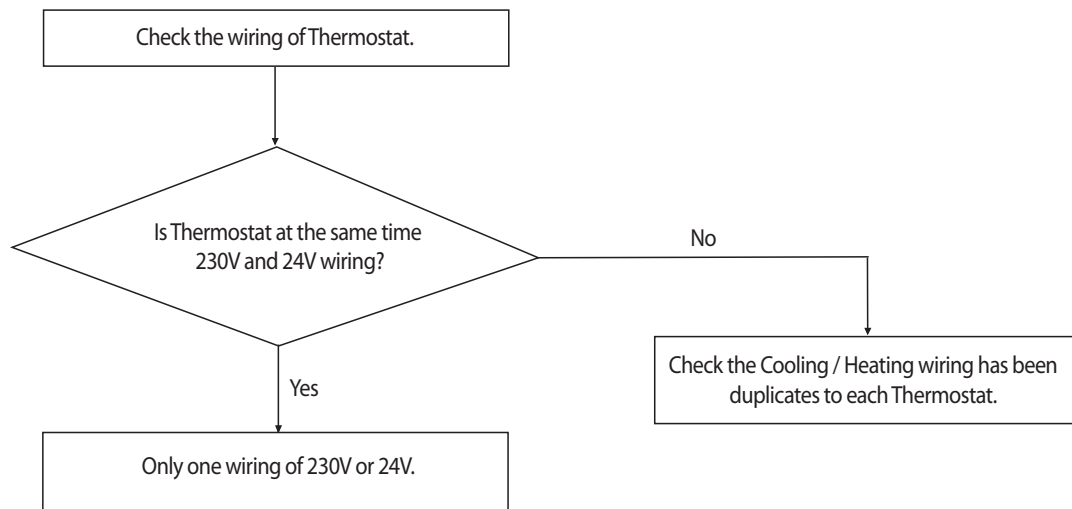 Check the wiring of Thermostat.
Is Thermostat at the same time
230V and 24V wiring?
No
Check the Cooling / Heating wiring has been
duplicates to each Thermostat.
Yes
Only one wiring of 230V or 24V.